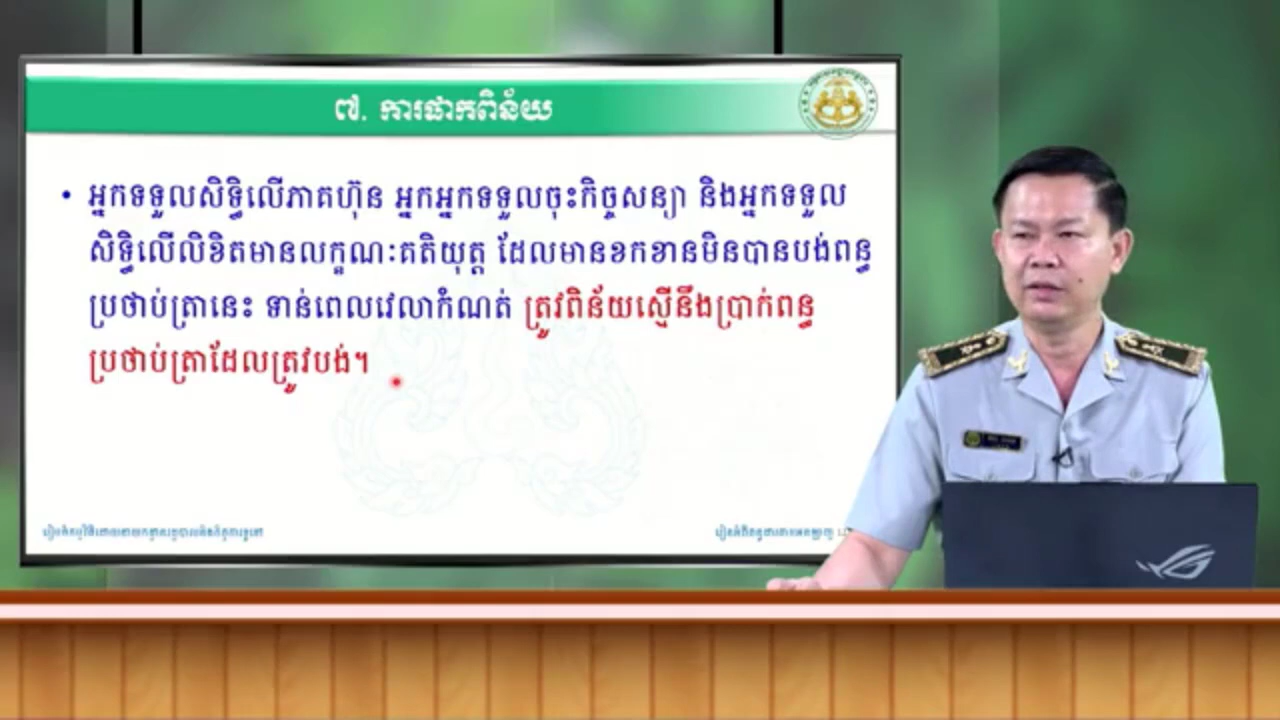 ៧. ការផាកពិន័យ
• អ្នកទទួលសិទ្ធិលើភាគហ៊ុន អ្នកអ្នកទទួលចុះកិច្ចសន្យា និងអ្នកទទួល
សិទ្ធិលើលិខិតមានលក្ខណៈគតិយុត្ត ដែលមានខកខានមិនបានបង់ពន្ធ
ប្រថាប់ត្រានេះ ទាន់ពេលវេលាកំណត់ ត្រូវពិន័យស្មើនឹងប្រាក់ពន្ធ
ប្រថាប់ត្រាដែលត្រូវបង់។